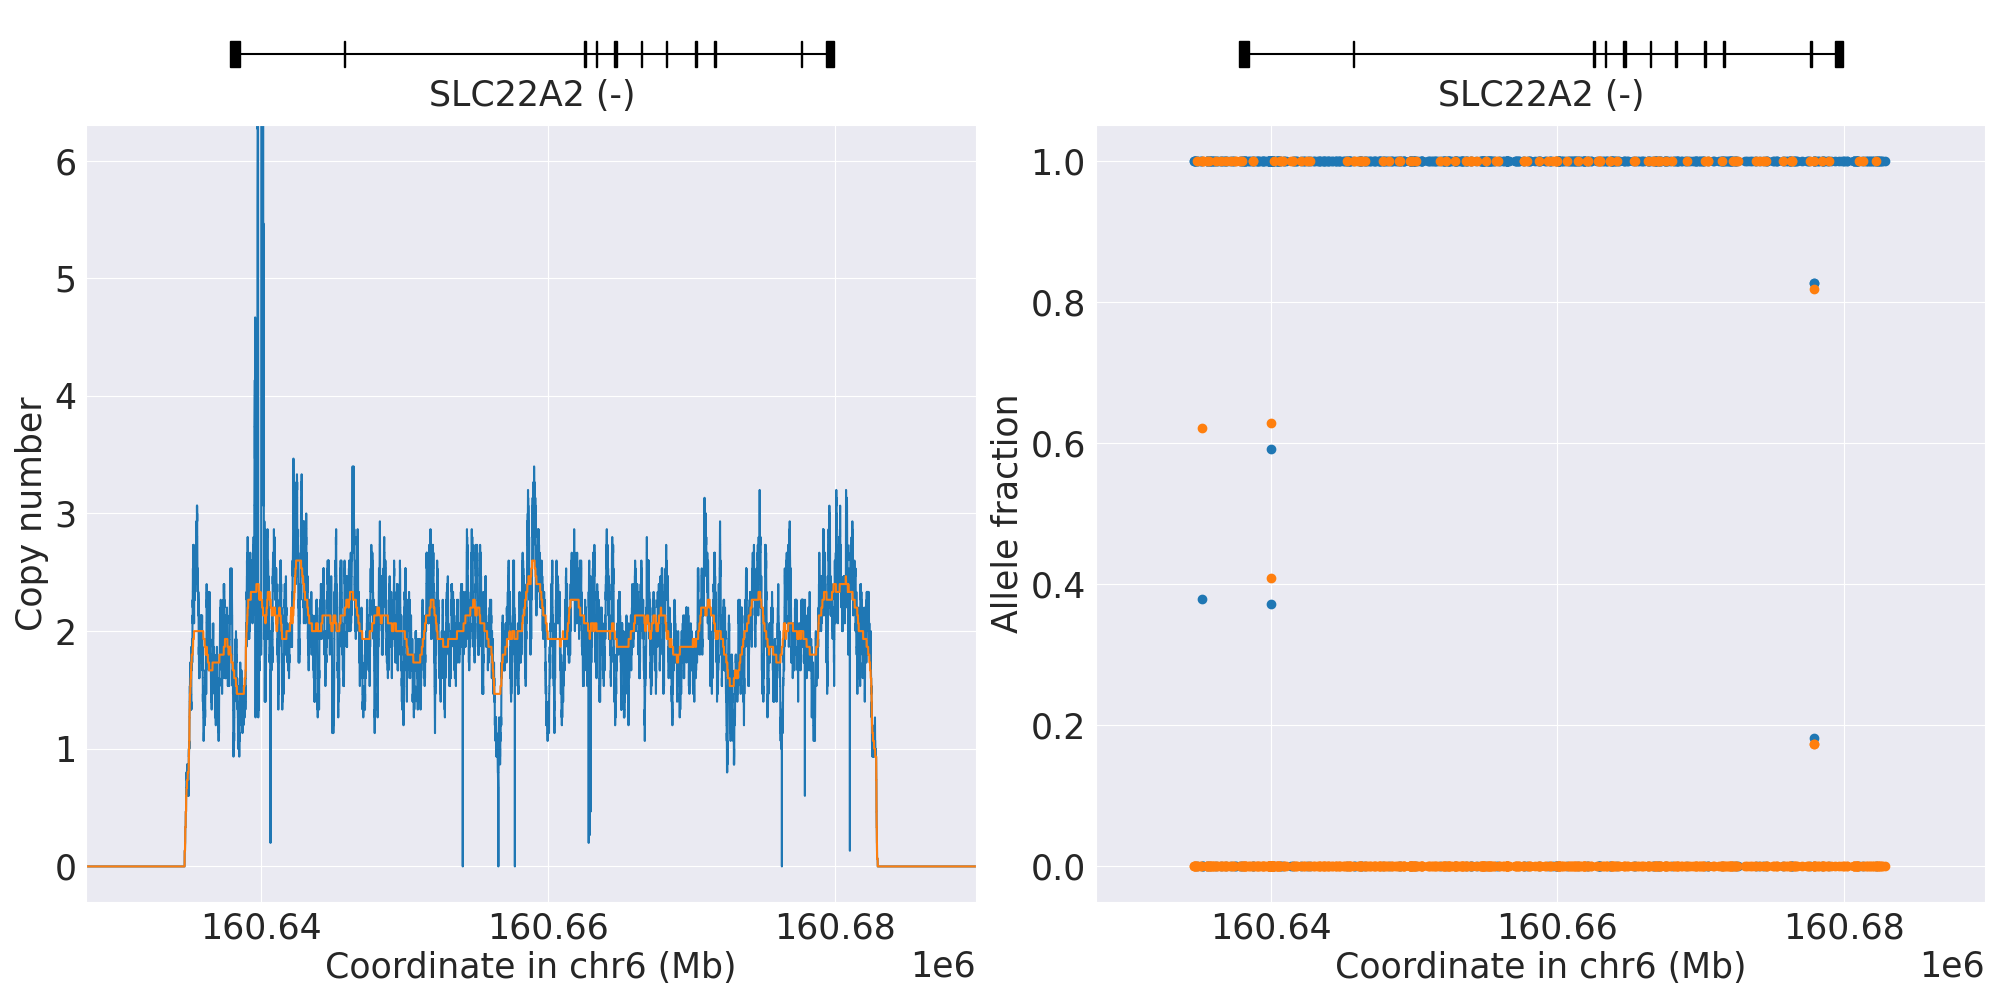 SLC22A2 (-)
6
5
4
3
2
1
0
Copy number
160.64 160.66 160.68
Coordinate in chr6 (Mb)
1e6
SLC22A2 (-)
1.0
0.8
0.6
0.4
0.2
0.0
Allele fraction
160.64 160.66 160.68
Coordinate in chr6 (Mb)
1e6